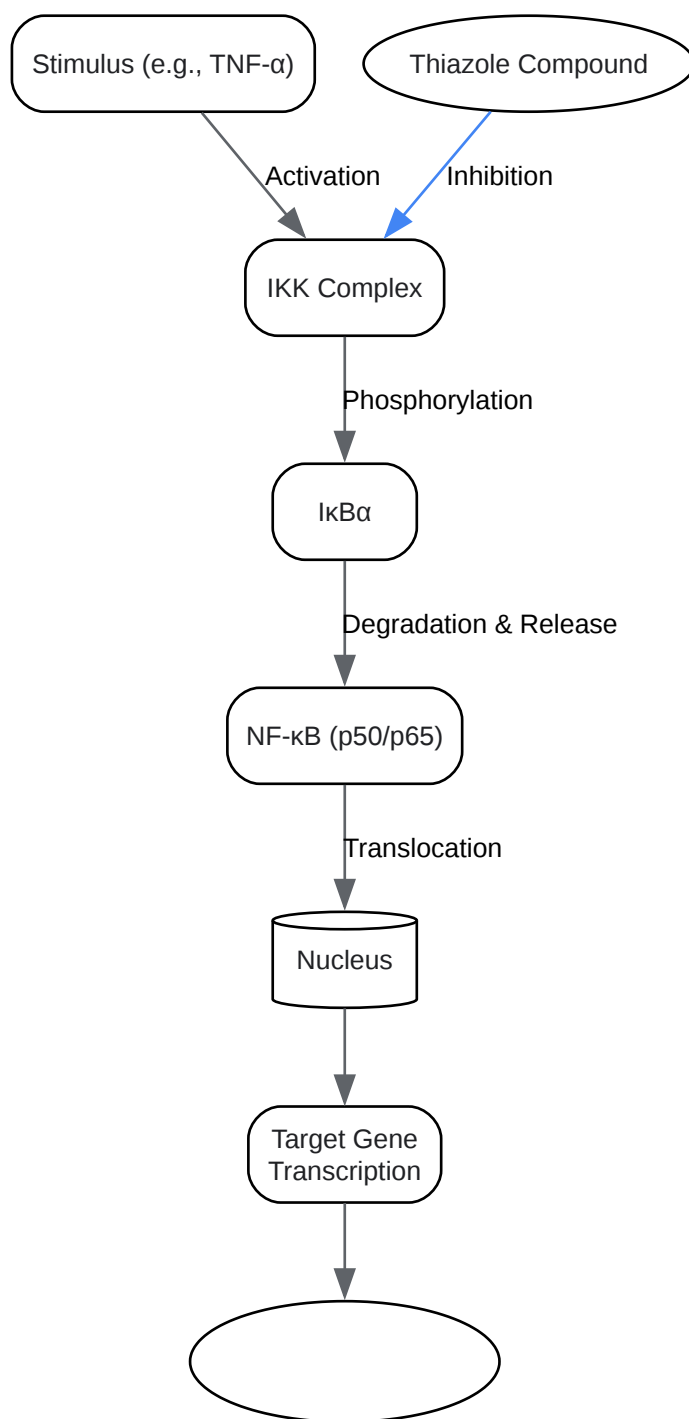 Stimulus (e.g., TNF-α)
Thiazole Compound
Activation
Inhibition
IKK Complex
Phosphorylation
IκBα
Degradation & Release
NF-κB (p50/p65)
Translocation
Nucleus
Target Gene
Transcription